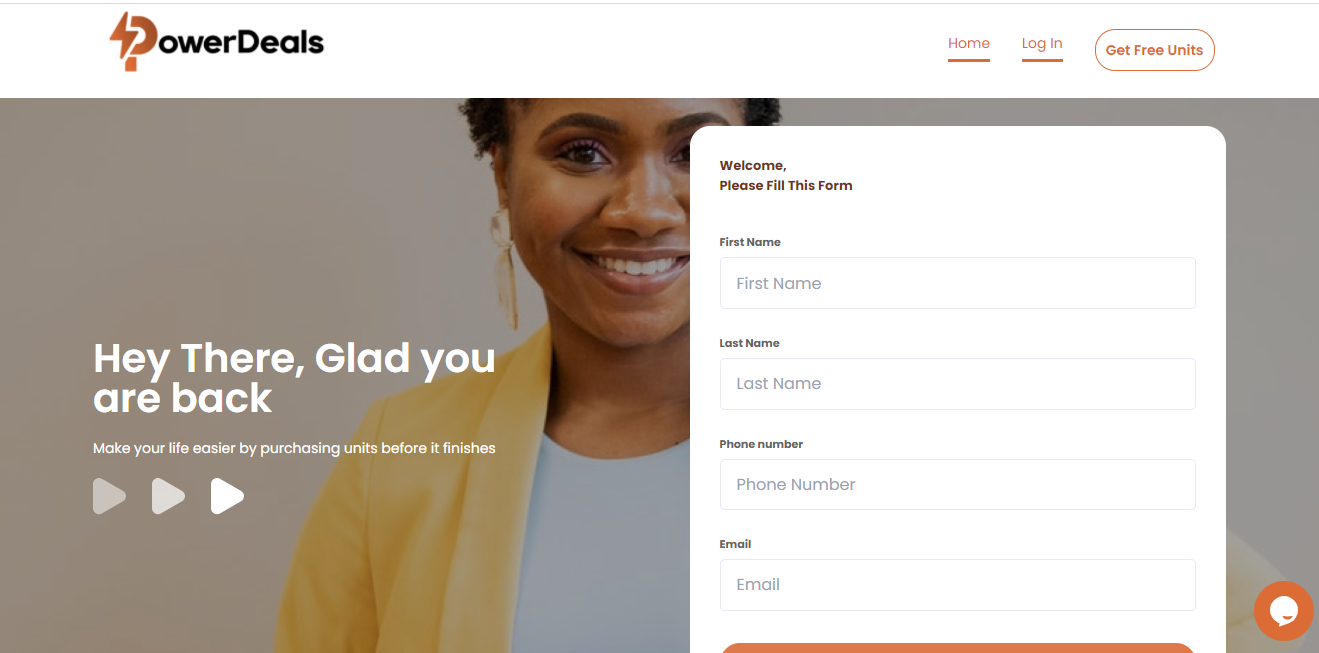 PowerDeals
Home
Log In
Get Free Units
Welcome,
Please Fill This Form
First Name
First Name
Last Name
Last Name
Phone number
Phone Number
Email
Email
Hey There, Glad you
are back
Make your life easier by purchasing units before it finishes